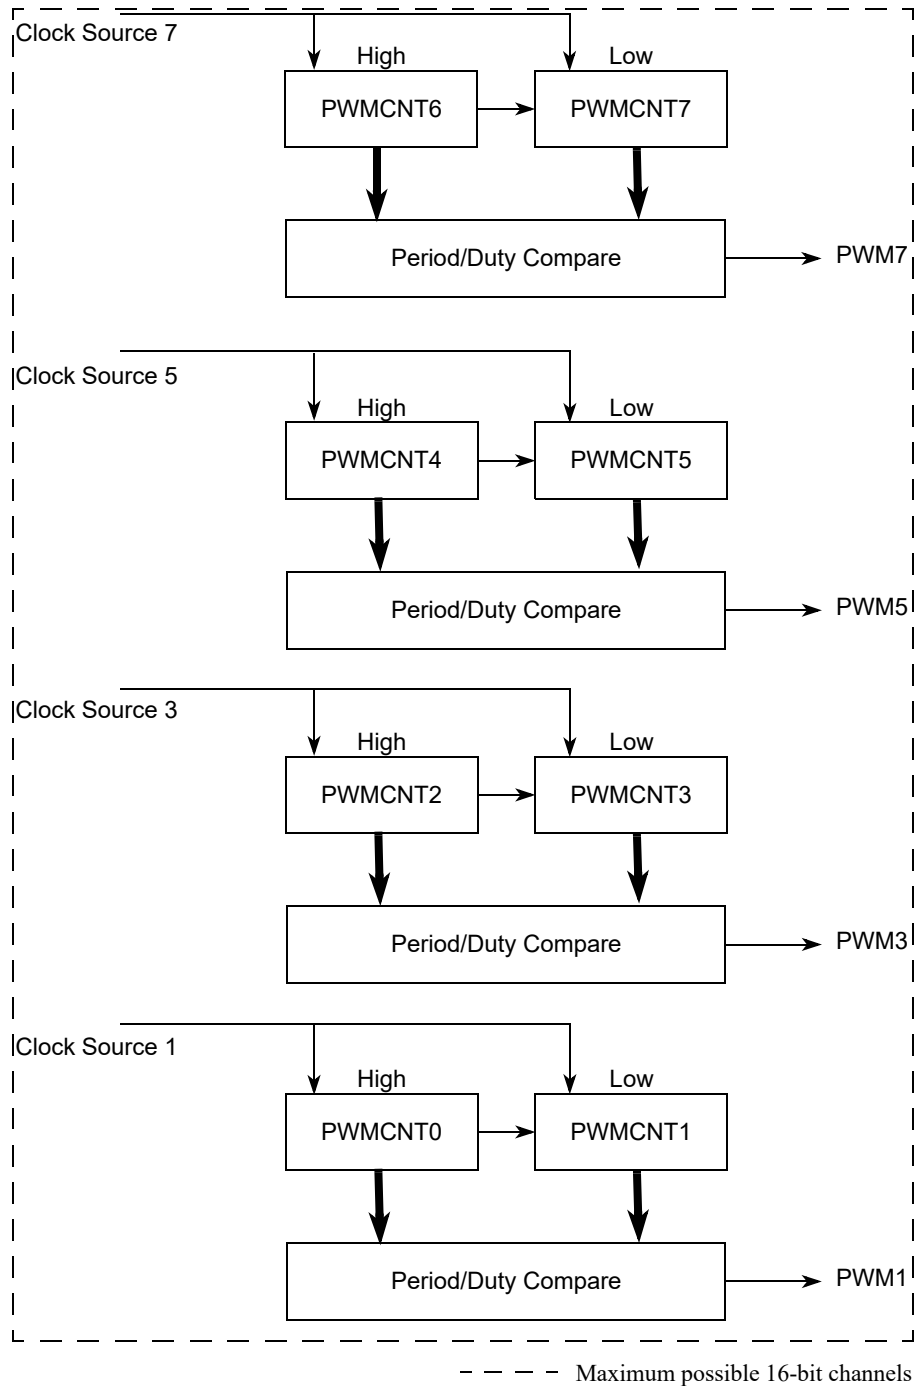 Clock Source 7
High Low
PWMCNT6 PWMCNT7
Period/Duty Compare PWM7
Clock Source 5
High Low
PWMCNT4 PWMCNT5
Period/Duty Compare PWM5
Clock Source 3
High Low
PWMCNT2 PWMCNT3
Period/Duty Compare PWM3
Clock Source 1
High Low
PWMCNT0 PWMCNT1
Period/Duty Compare PWM1
Maximum possible 16-bit channels